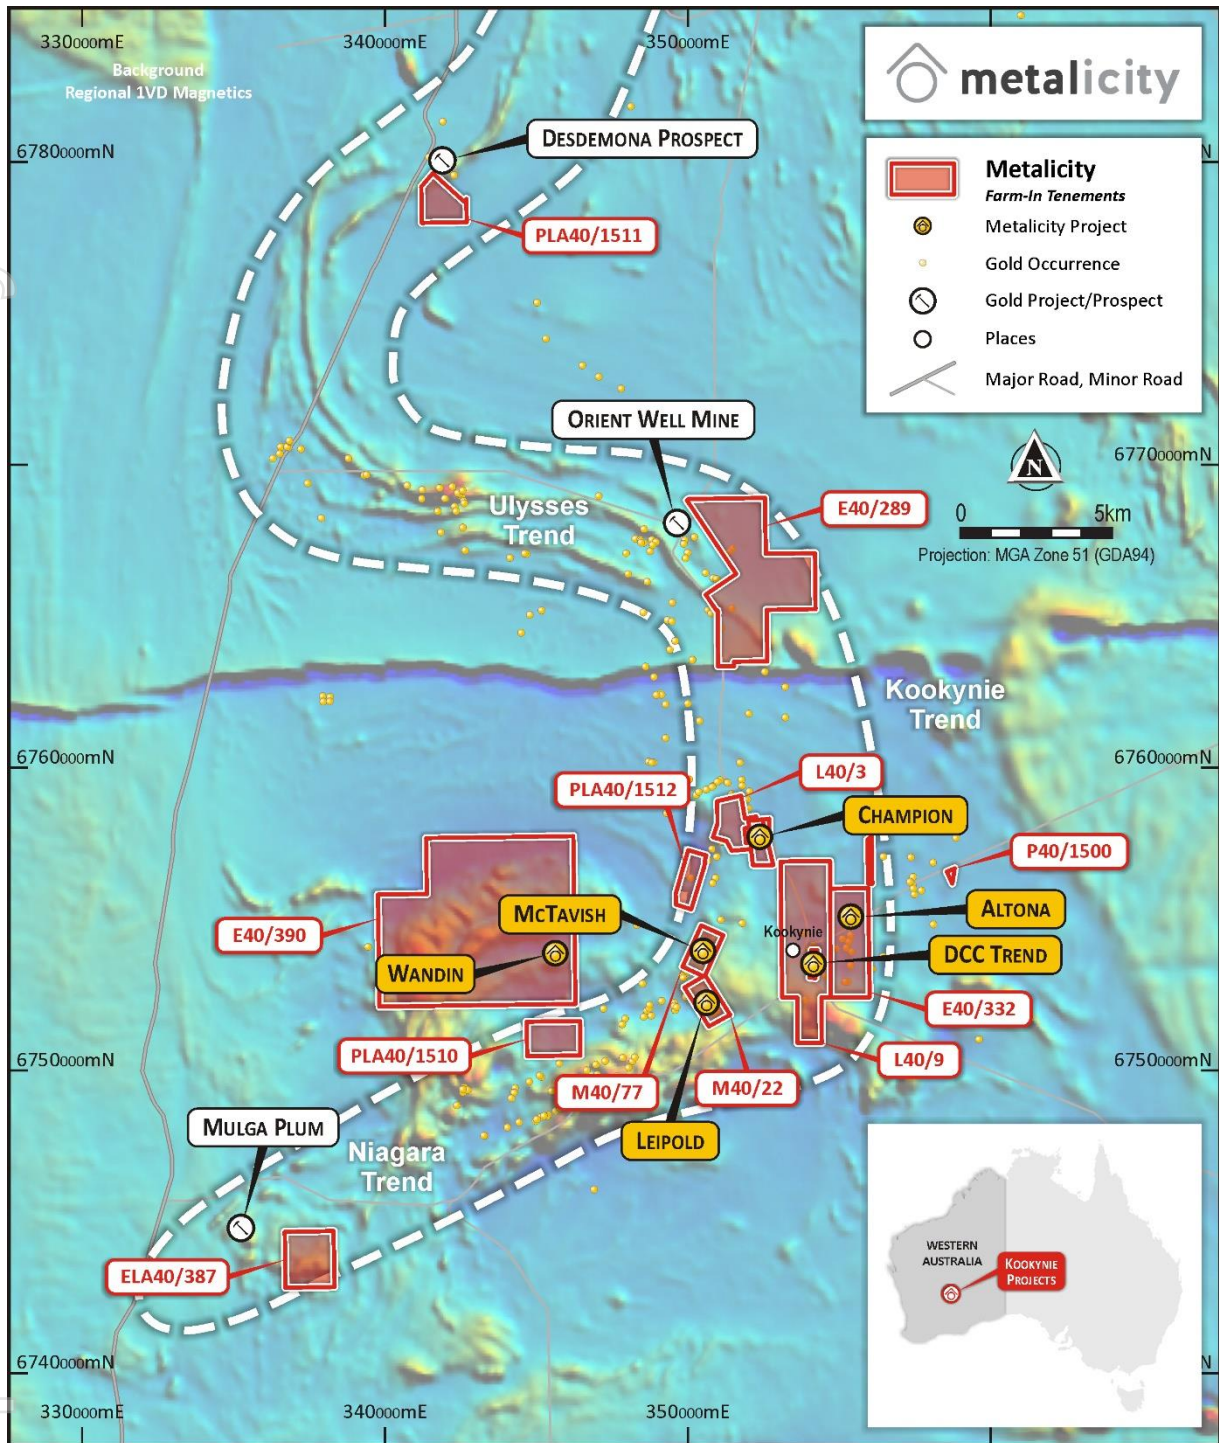 330000mE
340000mE
350000mE
Background
Regional 1VD Magnetics
metalicity
6780000mN
N
DESDEMONA PROSPECT
PLA40/1511
Metalicity
Farm-In Tenements
Metalicity Project
Gold Occurrence
Gold Project/Prospect
Places
Major Road, Minor Road
ORIENT WELL MINE
6770000mN
N
0
5km
Projection: MGA Zone 51 (GDA94)
Ulysses
Trend
E40/289
Kookynie
Trend
6760000mN
6760000mN
L40/3
PLA40/1512
CHAMPION
P40/1500
MCTAVISH
ALTONA
E40/390
Kookynie
WANDIN
DCC TREND
E40/332
PLA40/1510
L40/9
6750000mN
6750000mN
M40/77
M40/22
MULGA PLUM
LEIPOLD
Niagara
Trend
ELA40/387
WESTERN
AUSTRALIA
KOOKYNIE
PROJECTS
6740000mN
N
330000mE
340000mE
350000mE